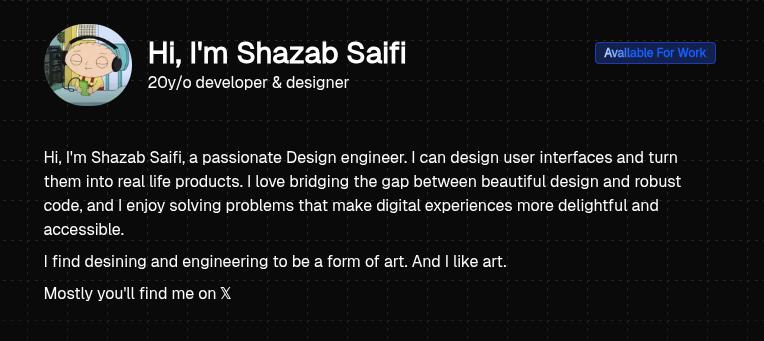 Hi, I'm Shazab Saifi
Available For Work
20y/o developer & designer
Hi, I'm Shazab Saifi, a passionate Design engineer. I can design user interfaces and turn
them into real life products. I love bridging the gap between beautiful design and robust
code, and I enjoy solving problems that make digital experiences more delightful and
accessible.
I find desining and engineering to be a form of art. And I like art.
Mostly you'll find me on 𝕏